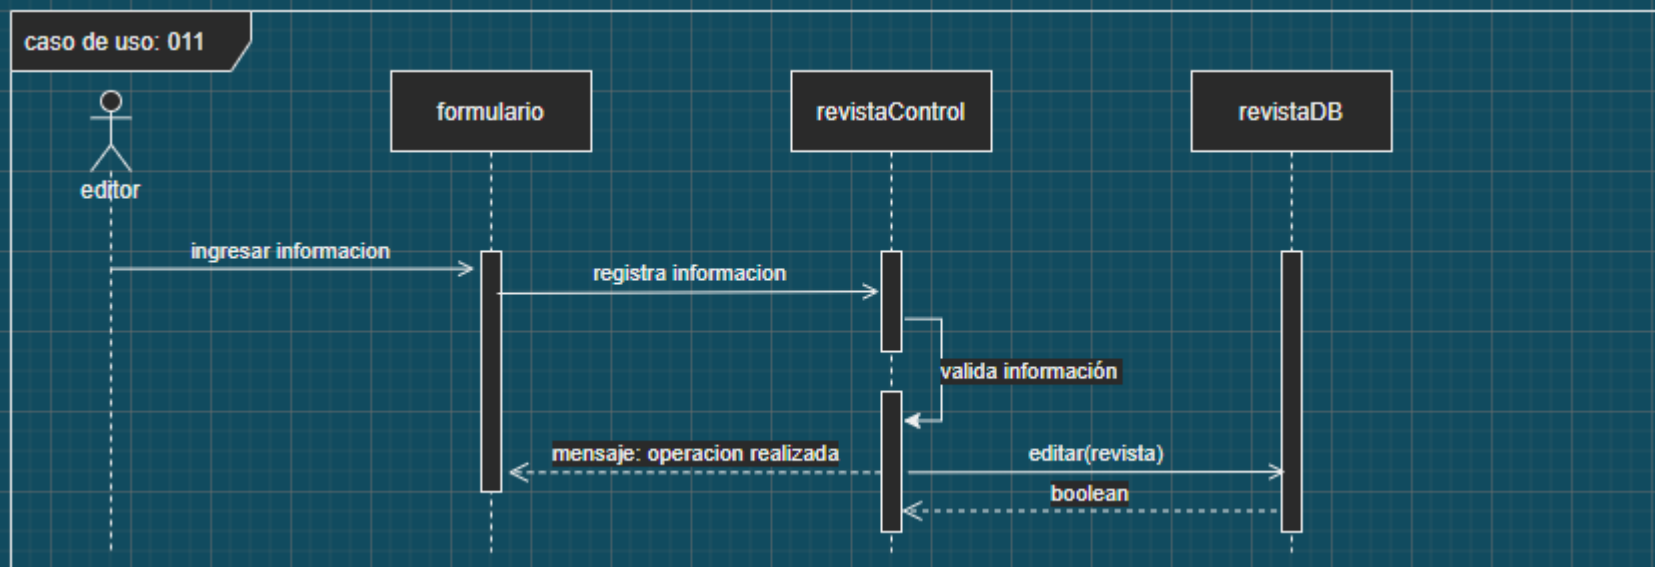 caso de uso: 011
formulario
revistaControl
revistaDB
editor
ingresar informacion
registra informacion
valida información
mensaje: operacion realizada
editar(revista)
boolean